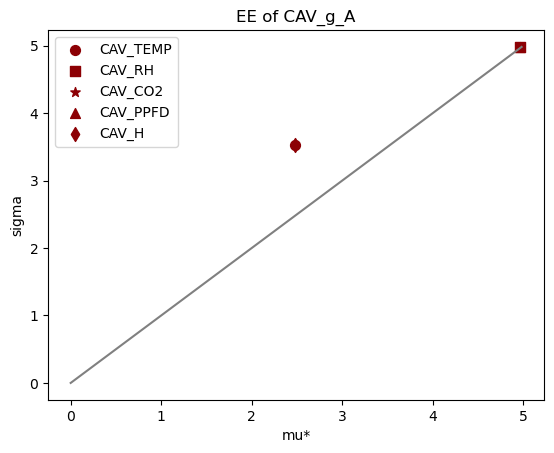 EE of CAV_g_A
CAV_TEMP
CAV_RH
CAV_CO2
CAV_PPFD
CAV_H
sigma
5
4
3
2
1
0
0 1 2 3 4 5
mu*